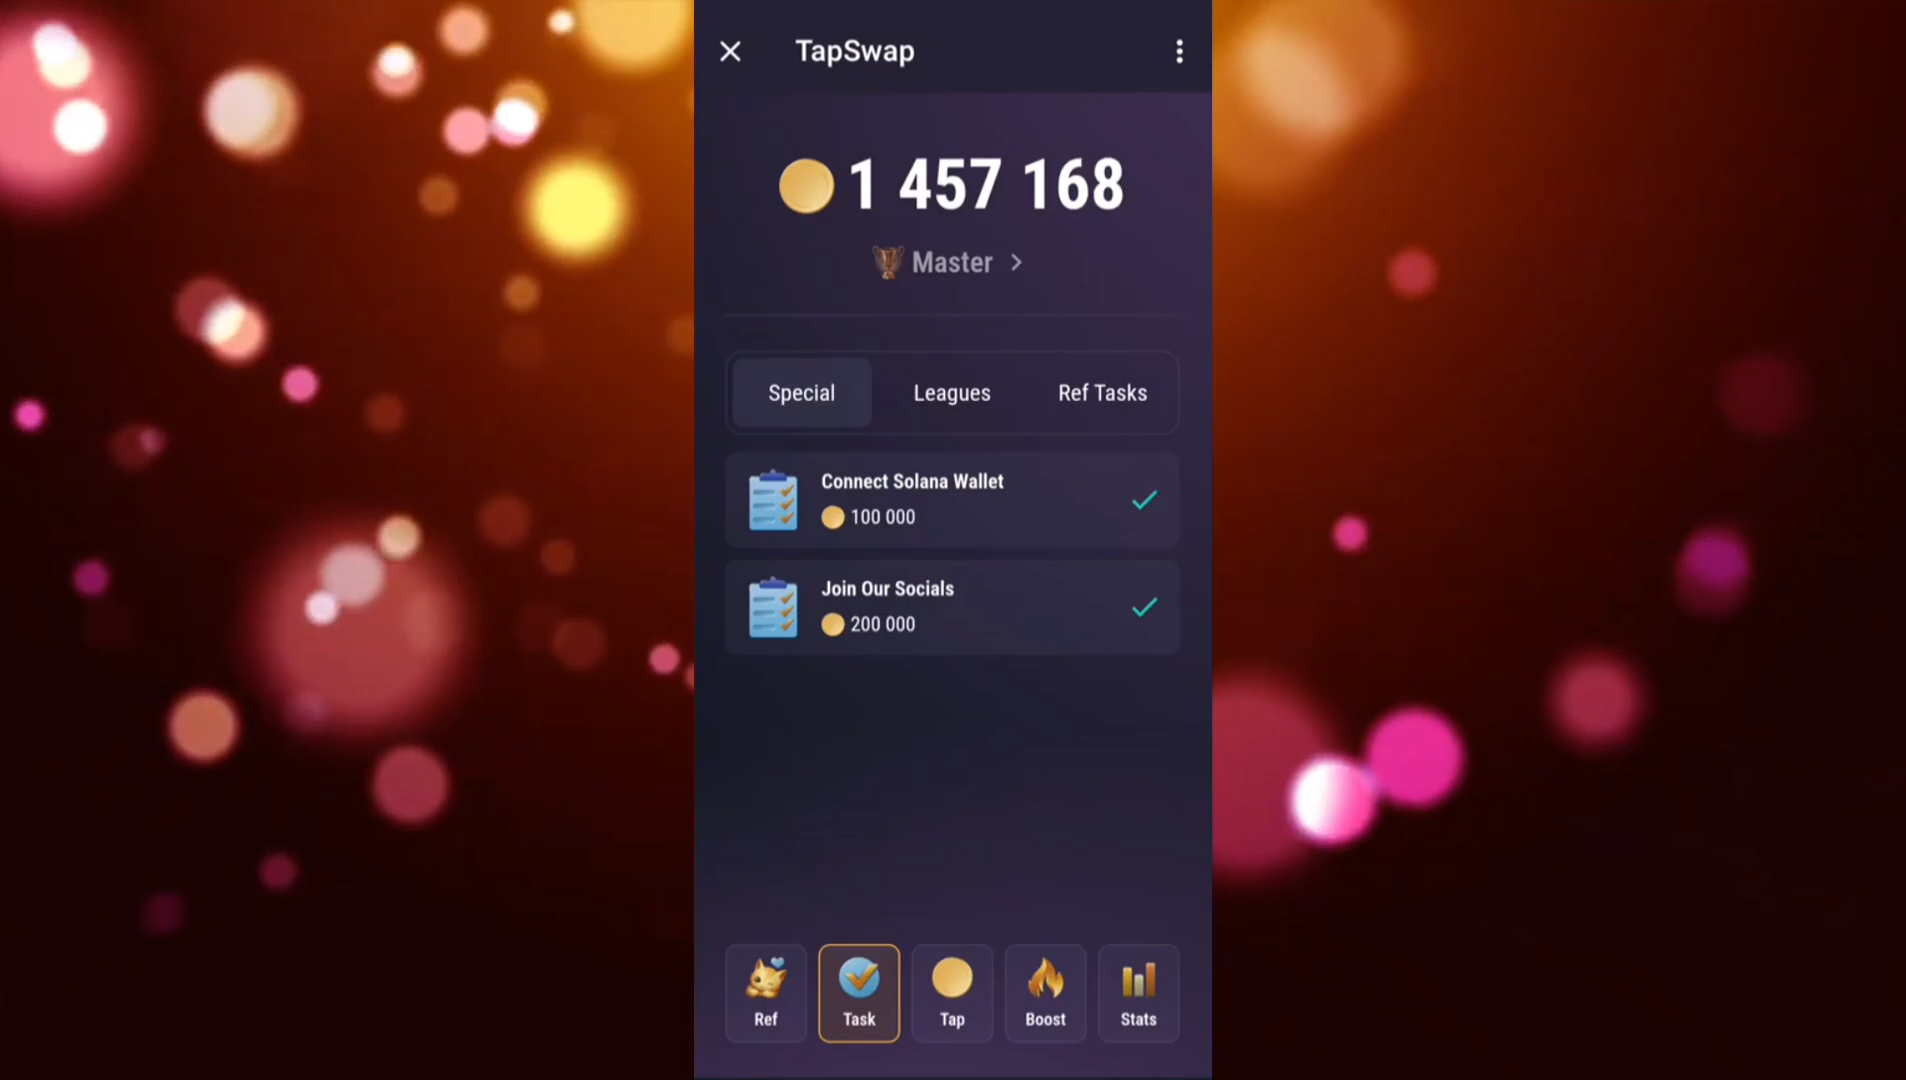 TapSwap
1 457 168
Master
Special
Leagues
Ref Tasks
Connect Solana Wallet
100 000
Join Our Socials
200 000
Ref
Task
Tap
Boost
Stats